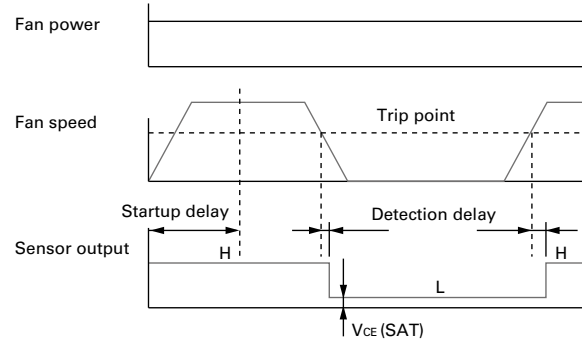 Fan power
Fan speed
Trip point
Startup delay
Detection delay
Sensor output
H
H
L
VCE (SAT)